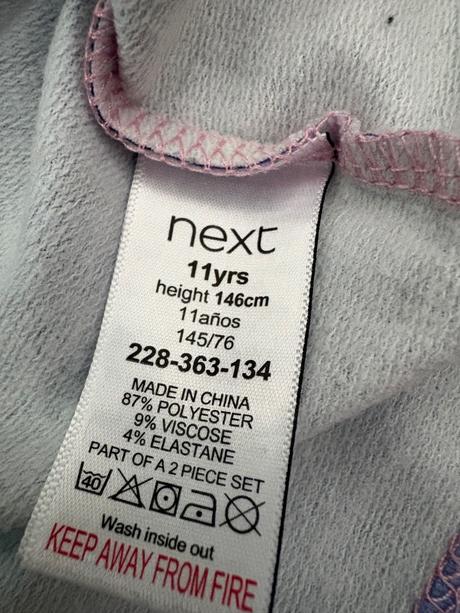 next
11yrs
height 146cm
11años
145/76
228-363-134
MADE IN CHINA
87% POLYESTER
9% VISCOSE
4% ELASTANE
PART OF A 2 PIECE SET
40
Wash inside out
KEEP AWAY FROM FIRE